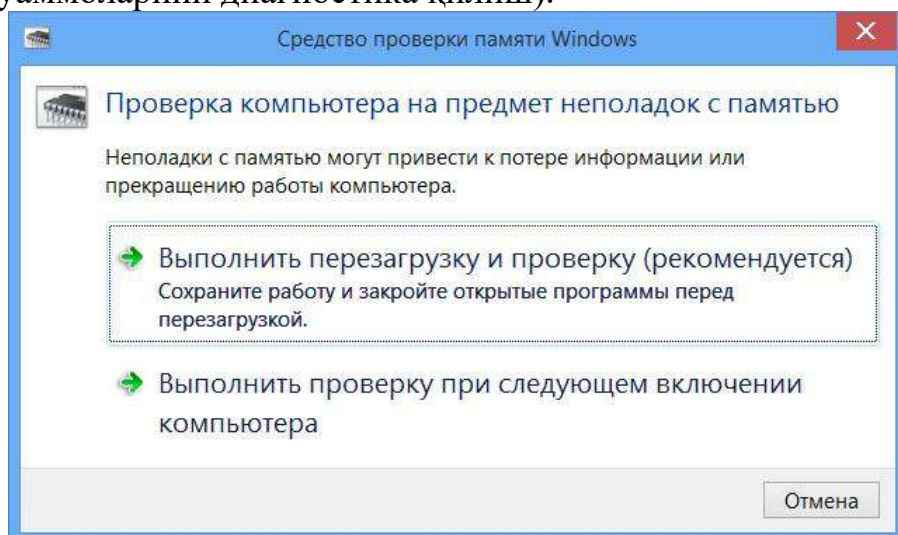 диагностика қилиш).
Средство проверки памяти Windows
Проверка компьютера на предмет неполадок с памятью
Неполадки с памятью могут привести к потере информации или
прекращению работы компьютера.
Выполнить перезагрузку и проверку (рекомендуется)
Сохраните работу и закройте открытые программы перед
перезагрузкой.
Выполнить проверку при следующем включении
компьютера
Отмена